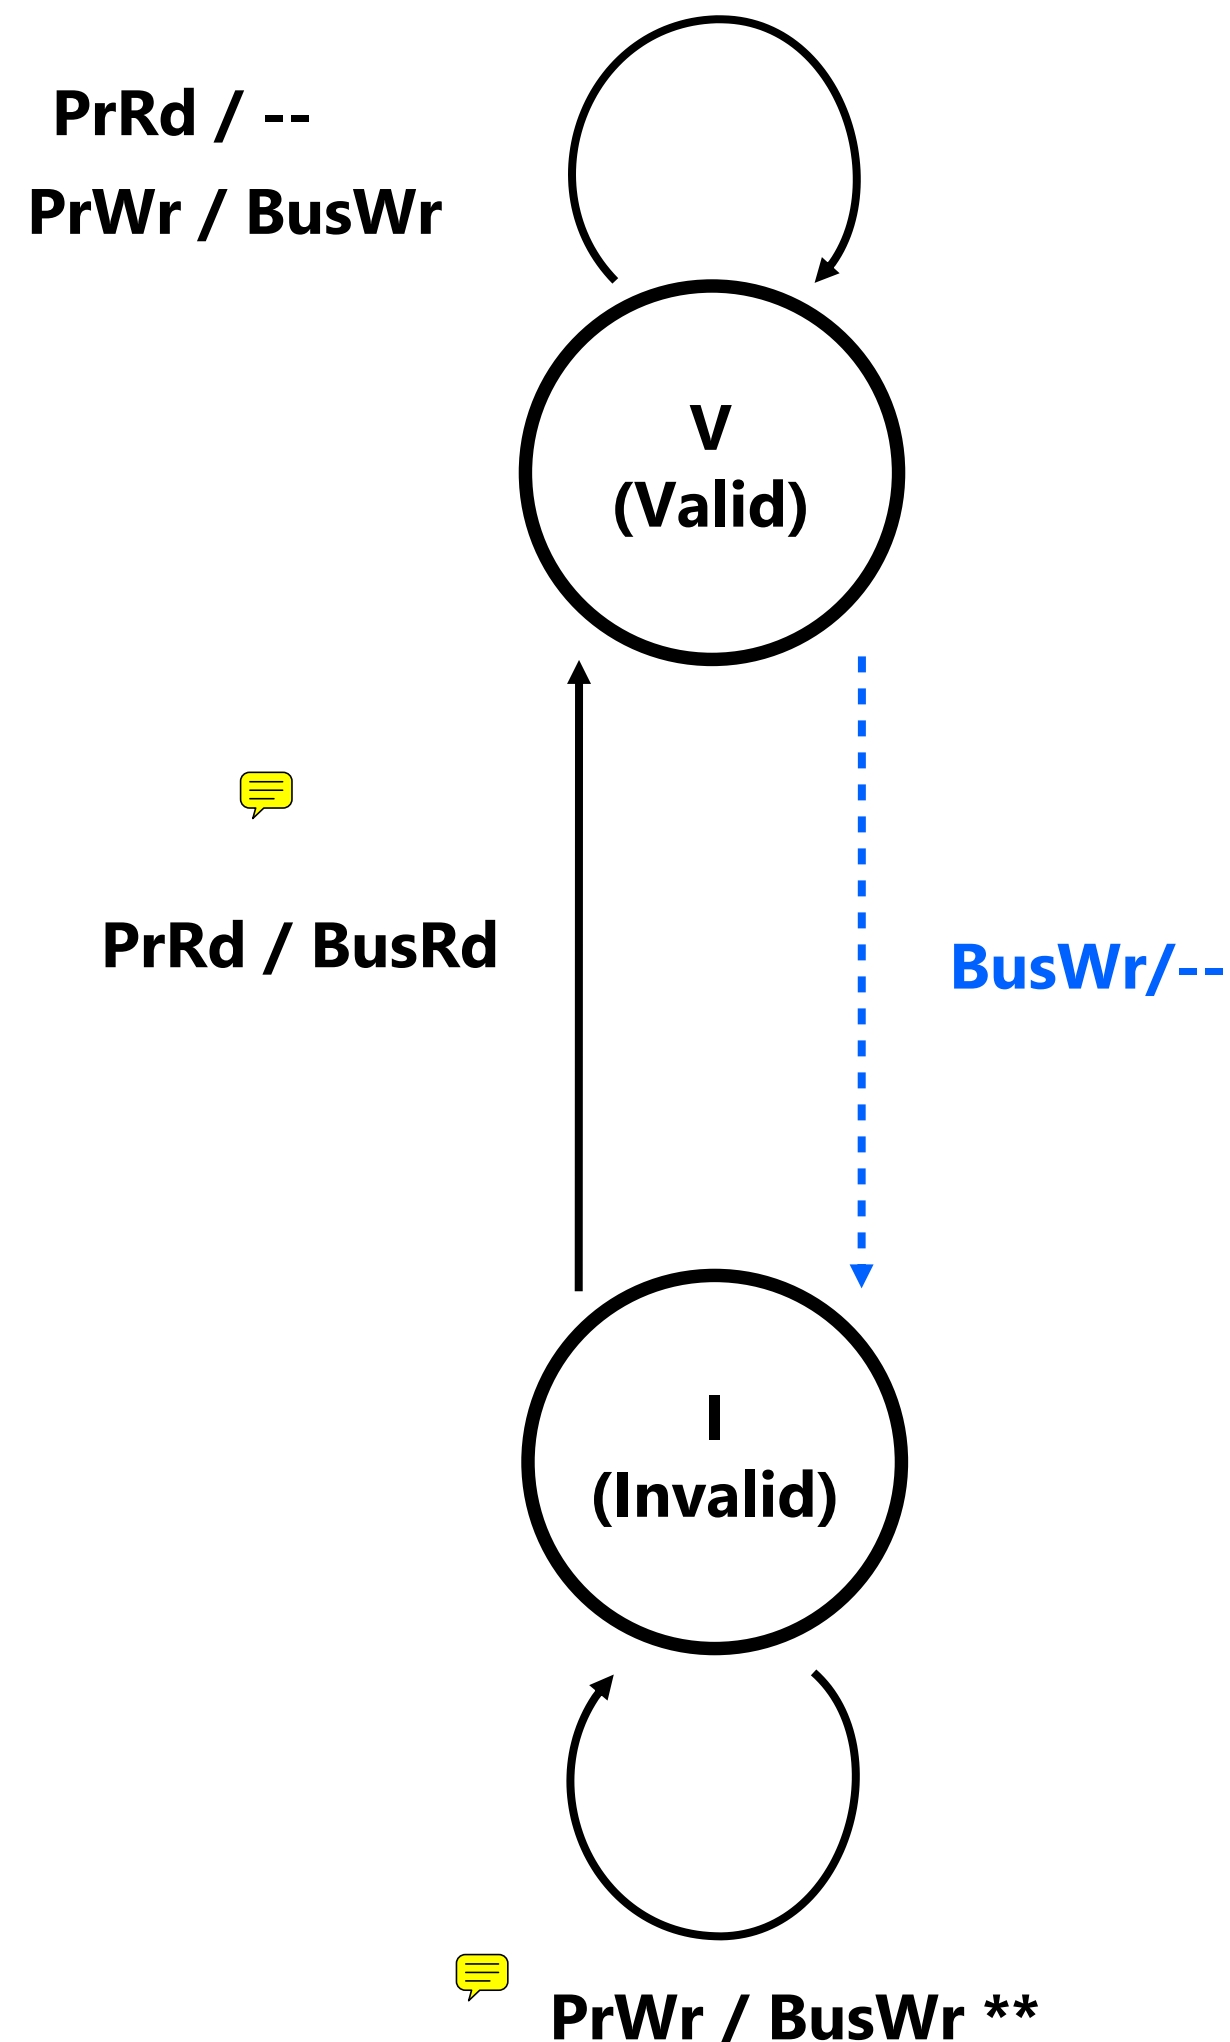 PrRd / --
PrWr / BusWr
V
(Valid)
PrRd / BusRd
BusWr/--
I
(Invalid)
PrWr / BusWr **